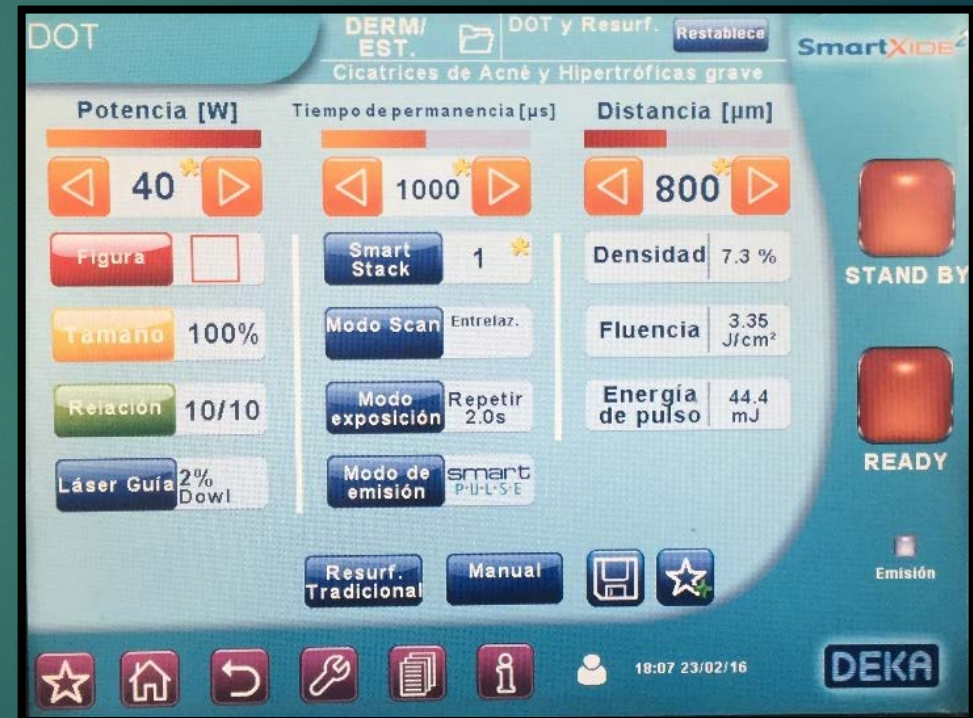 DOT
DERM/
EST.
DOT y Resurf.
Restablece
Cicatrices de Acné y Hipertróficas grave
SmartXIDE²
Potencia [W]
Tiempo de permanencia [µs]
Distancia [µm]
40*
1000*
800*
Figura
Smart
Stack
1 *
Densidad 7.3 %
STAND BY
Tamaño 100%
Modo Scan Entrelaz.
Fluencia 3.35
J/cm²
Relación 10/10
Modo
exposición
Repetir
2.0s
Energía
de pulso
44.4
mJ
READY
Láser Guía
2%
Dowl
Modo de
emisión
smart
P·U·L·S·E
Resurf.
Tradicional
Manual
Emisión
18:07 23/02/16
DEKA